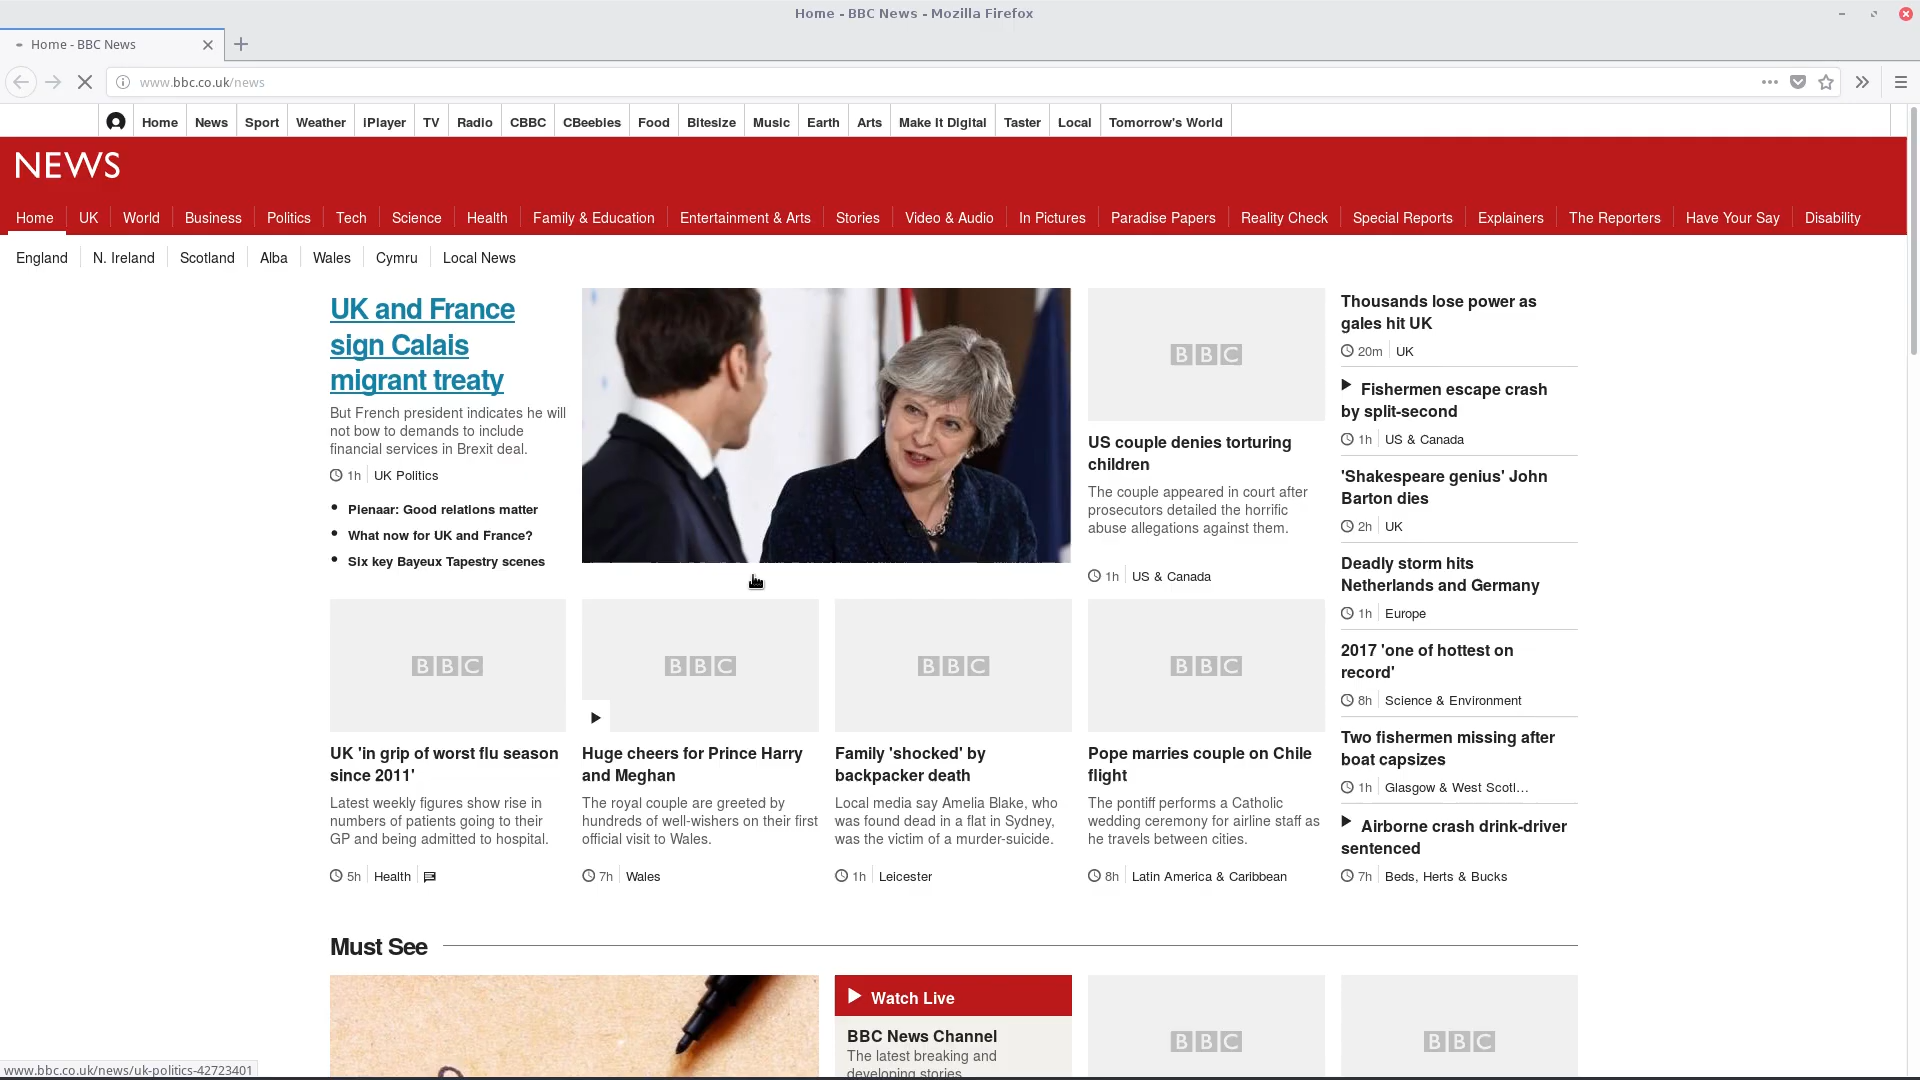 Home - BBC News - Mozilla Firefox
Home - BBC News
www.bbc.co.uk/news
Home News Sport Weather iPlayer TV Radio CBBC CBeebies Food Bitesize Music Earth Arts Make It Digital Taster Local Tomorrow's World
NEWS
Home UK World Business Politics Tech Science Health Family & Education Entertainment & Arts Stories Video & Audio In Pictures Paradise Papers Reality Check Special Reports Explainers The Reporters Have Your Say Disability
England N. Ireland Scotland Alba Wales Cymru Local News
UK and France
sign Calais
migrant treaty
But French president indicates he will
not bow to demands to include
financial services in Brexit deal.
1h UK Politics
Pienaar: Good relations matter
What now for UK and France?
Six key Bayeux Tapestry scenes
BBC
US couple denies torturing
children
The couple appeared in court after
prosecutors detailed the horrific
abuse allegations against them.
1h US & Canada
Thousands lose power as
gales hit UK
20m UK
Fishermen escape crash
by split-second
1h US & Canada
'Shakespeare genius' John
Barton dies
2h UK
Deadly storm hits
Netherlands and Germany
1h Europe
2017 'one of hottest on
record'
8h Science & Environment
Two fishermen missing after
boat capsizes
1h Glasgow & West Scotl...
Airborne crash drink-driver
sentenced
7h Beds, Herts & Bucks
BBC
UK 'in grip of worst flu season
since 2011'
Latest weekly figures show rise in
numbers of patients going to their
GP and being admitted to hospital.
5h Health
BBC
Huge cheers for Prince Harry
and Meghan
The royal couple are greeted by
hundreds of well-wishers on their first
official visit to Wales.
7h Wales
BBC
Family 'shocked' by
backpacker death
Local media say Amelia Blake, who
was found dead in a flat in Sydney,
was the victim of a murder-suicide.
1h Leicester
BBC
Pope marries couple on Chile
flight
The pontiff performs a Catholic
wedding ceremony for airline staff as
he travels between cities.
8h Latin America & Caribbean
Must See
Watch Live
BBC News Channel
The latest breaking and
developing stories
BBC
BBC
www.bbc.co.uk/news/uk-politics-42723401